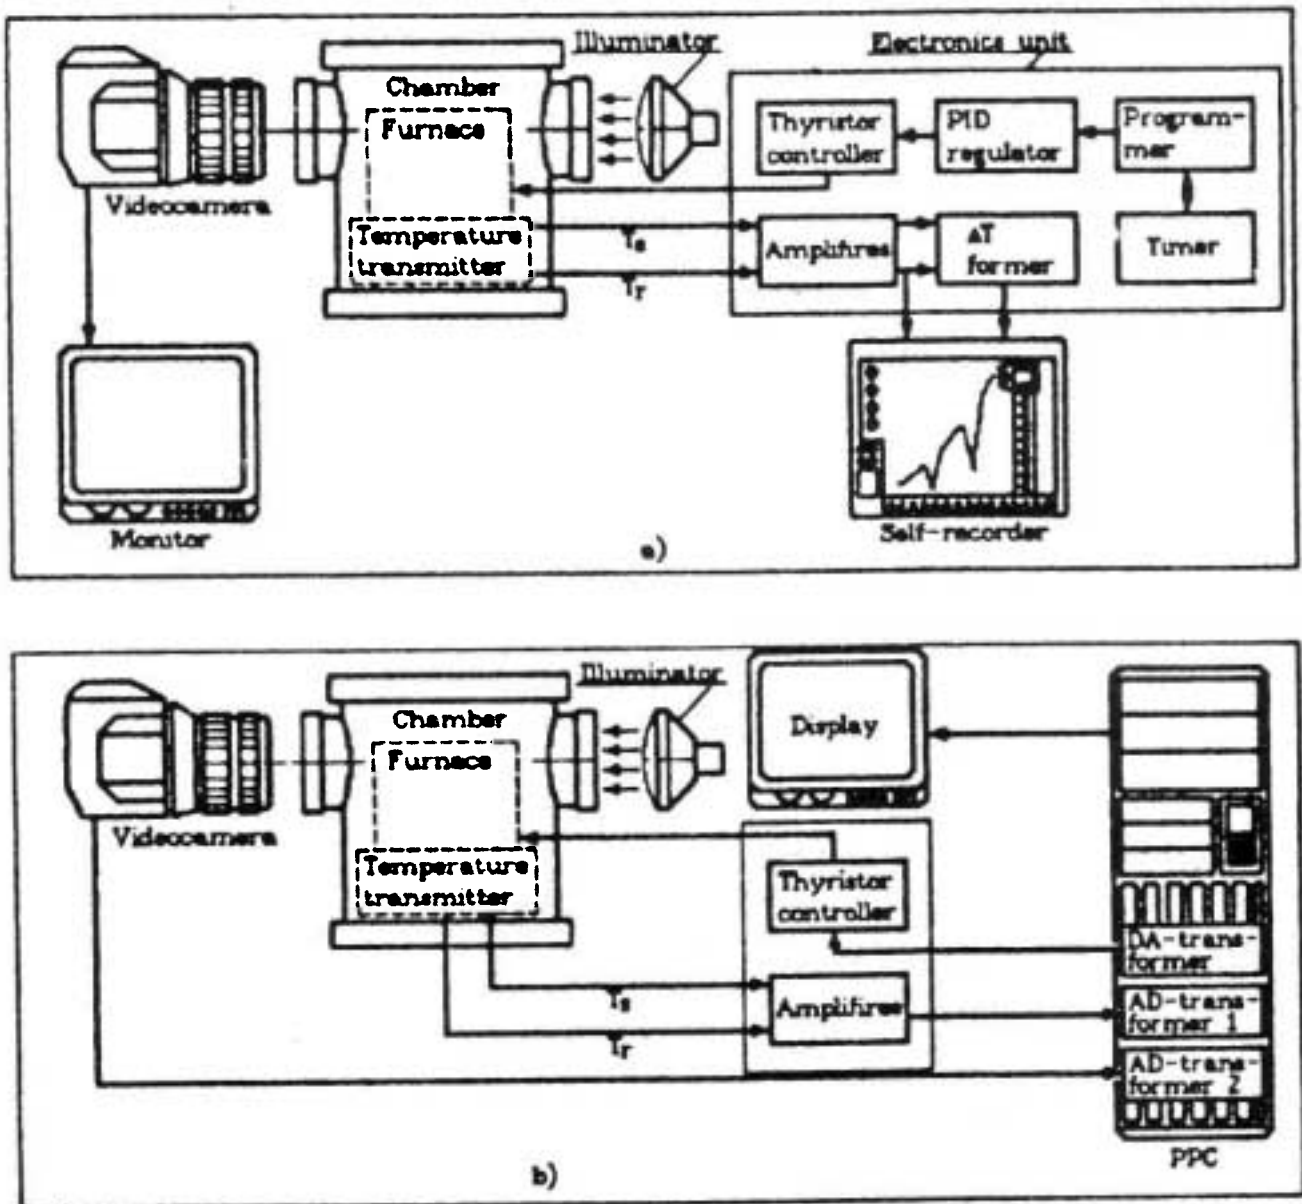 Illuminator
Electronics unit
Chamber
Furnace
Thyristor
controller
PID
regulator
Program-
mer
Videocamera
Temperature
transmitter
Ts
Tr
Amplifires
ΔT
former
Timer
Monitor
Self-recorder
a)
Illuminator
Chamber
Furnace
Display
Videocamera
Temperature
transmitter
Thyristor
controller
DA-trans-
former
Ts
Amplifires
AD-trans-
former 1
Tr
AD-trans-
former 2
PPC
b)